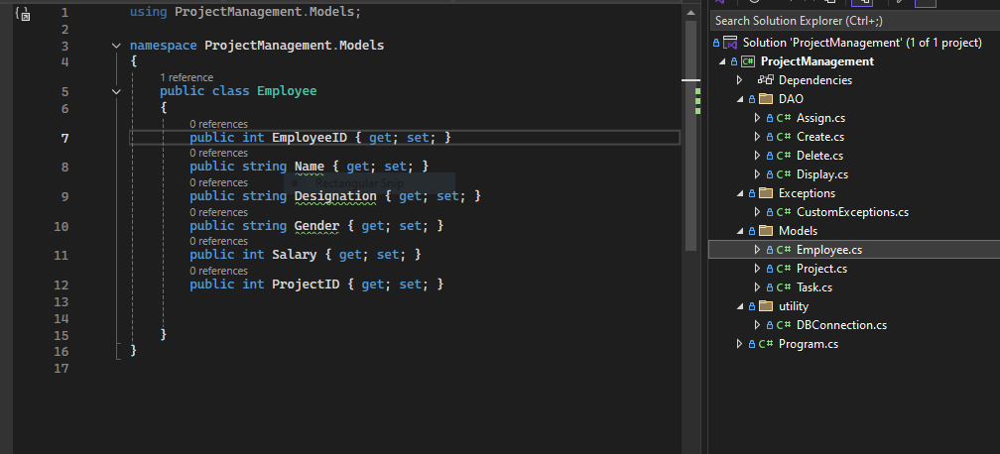 1 using ProjectManagement.Models;
2
3 namespace ProjectManagement.Models
4 {
1 reference
5 public class Employee
6 {
0 references
7 public int EmployeeID { get; set; }
0 references
8 public string Name { get; set; }
Rectangular Snip
0 references
9 public string Designation { get; set; }
0 references
10 public string Gender { get; set; }
0 references
11 public int Salary { get; set; }
0 references
12 public int ProjectID { get; set; }
13
14
15 }
16 }
17
Search Solution Explorer (Ctrl+;)
Solution 'ProjectManagement' (1 of 1 project)
C# ProjectManagement
Dependencies
DAO
C# Assign.cs
C# Create.cs
C# Delete.cs
C# Display.cs
Exceptions
C# CustomExceptions.cs
Models
C# Employee.cs
C# Project.cs
C# Task.cs
utility
C# DBConnection.cs
C# Program.cs